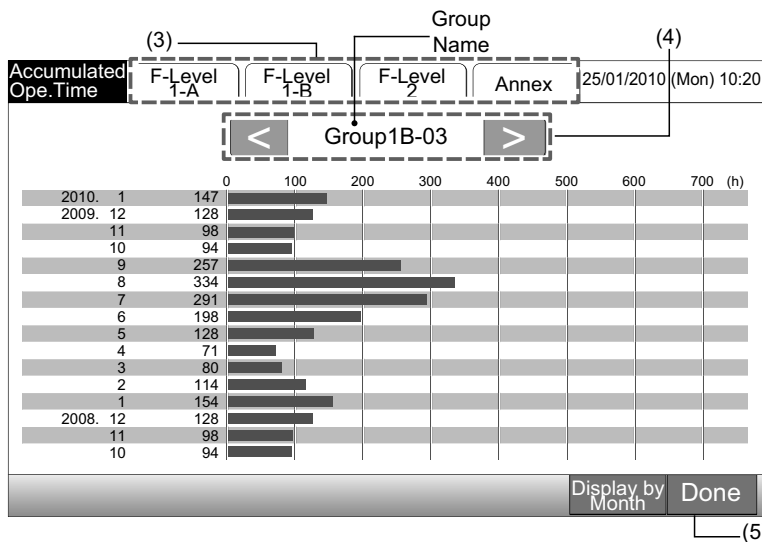 Group
Name
(3)
(4)
Accumulated
Ope.Time
F-Level
1-A
F-Level
1-B
F-Level
2
Annex
25/01/2010 (Mon) 10:20
< Group1B-03 >
0 100 200 300 400 500 600 700 (h)
2010. 1 147
2009. 12 128
11 98
10 94
9 257
8 334
7 291
6 198
5 128
4 71
3 80
2 114
1 154
2008. 12 128
11 98
10 94
Display by
Month
Done
(5